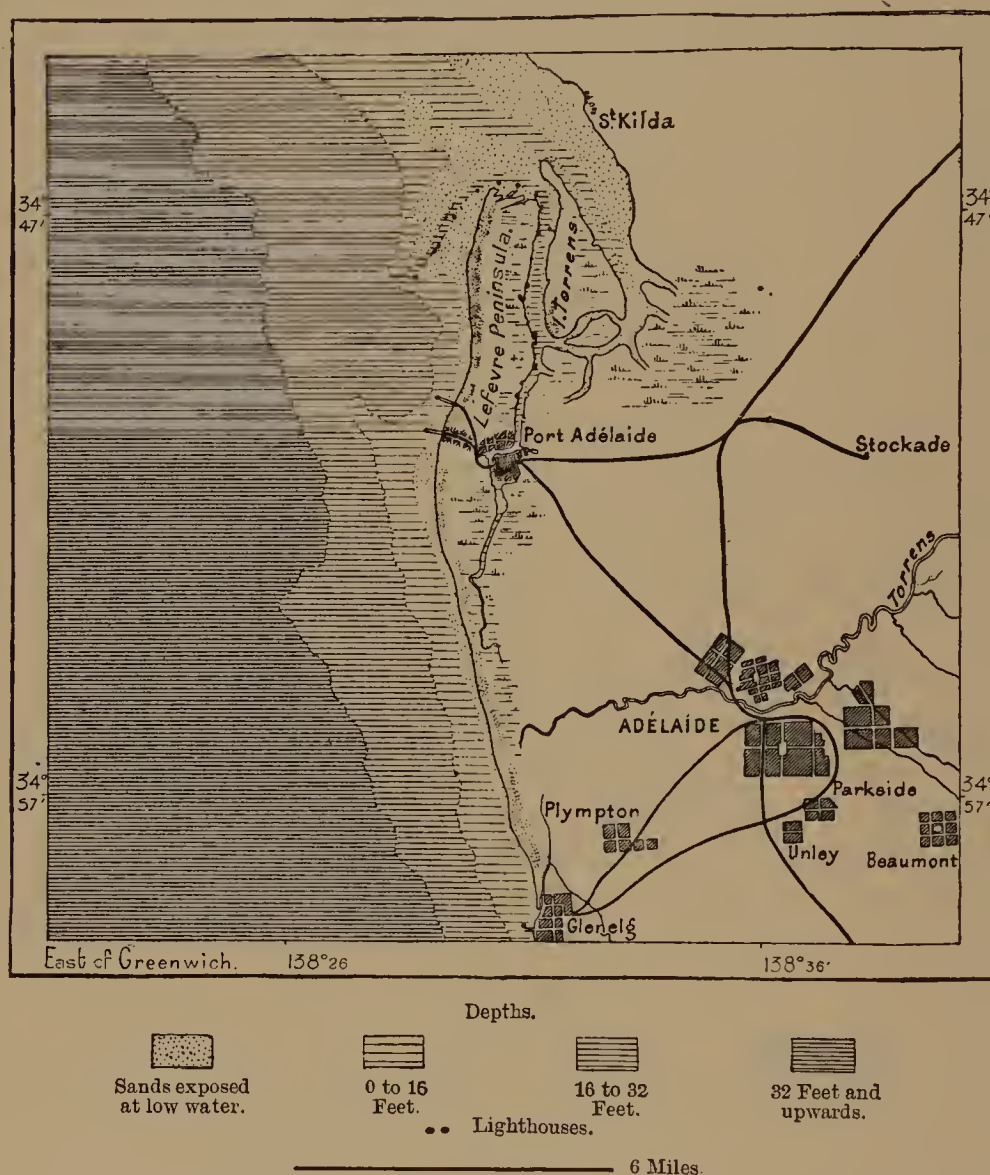 St. Kilda
34°
47'
34°
47'
Lefevre Peninsula.
I. Torrens
Port Adélaide
Stockade
Torrens
ADÉLAÍDE
34°
57'
34°
57'
Parkside
Plympton
Unley
Beaumont
Glenelg
East of Greenwich.
138°26
138°36'
Depths.
Sands exposed
at low water.
0 to 16
Feet.
16 to 32
Feet.
32 Feet and
upwards.
Lighthouses.
6 Miles.